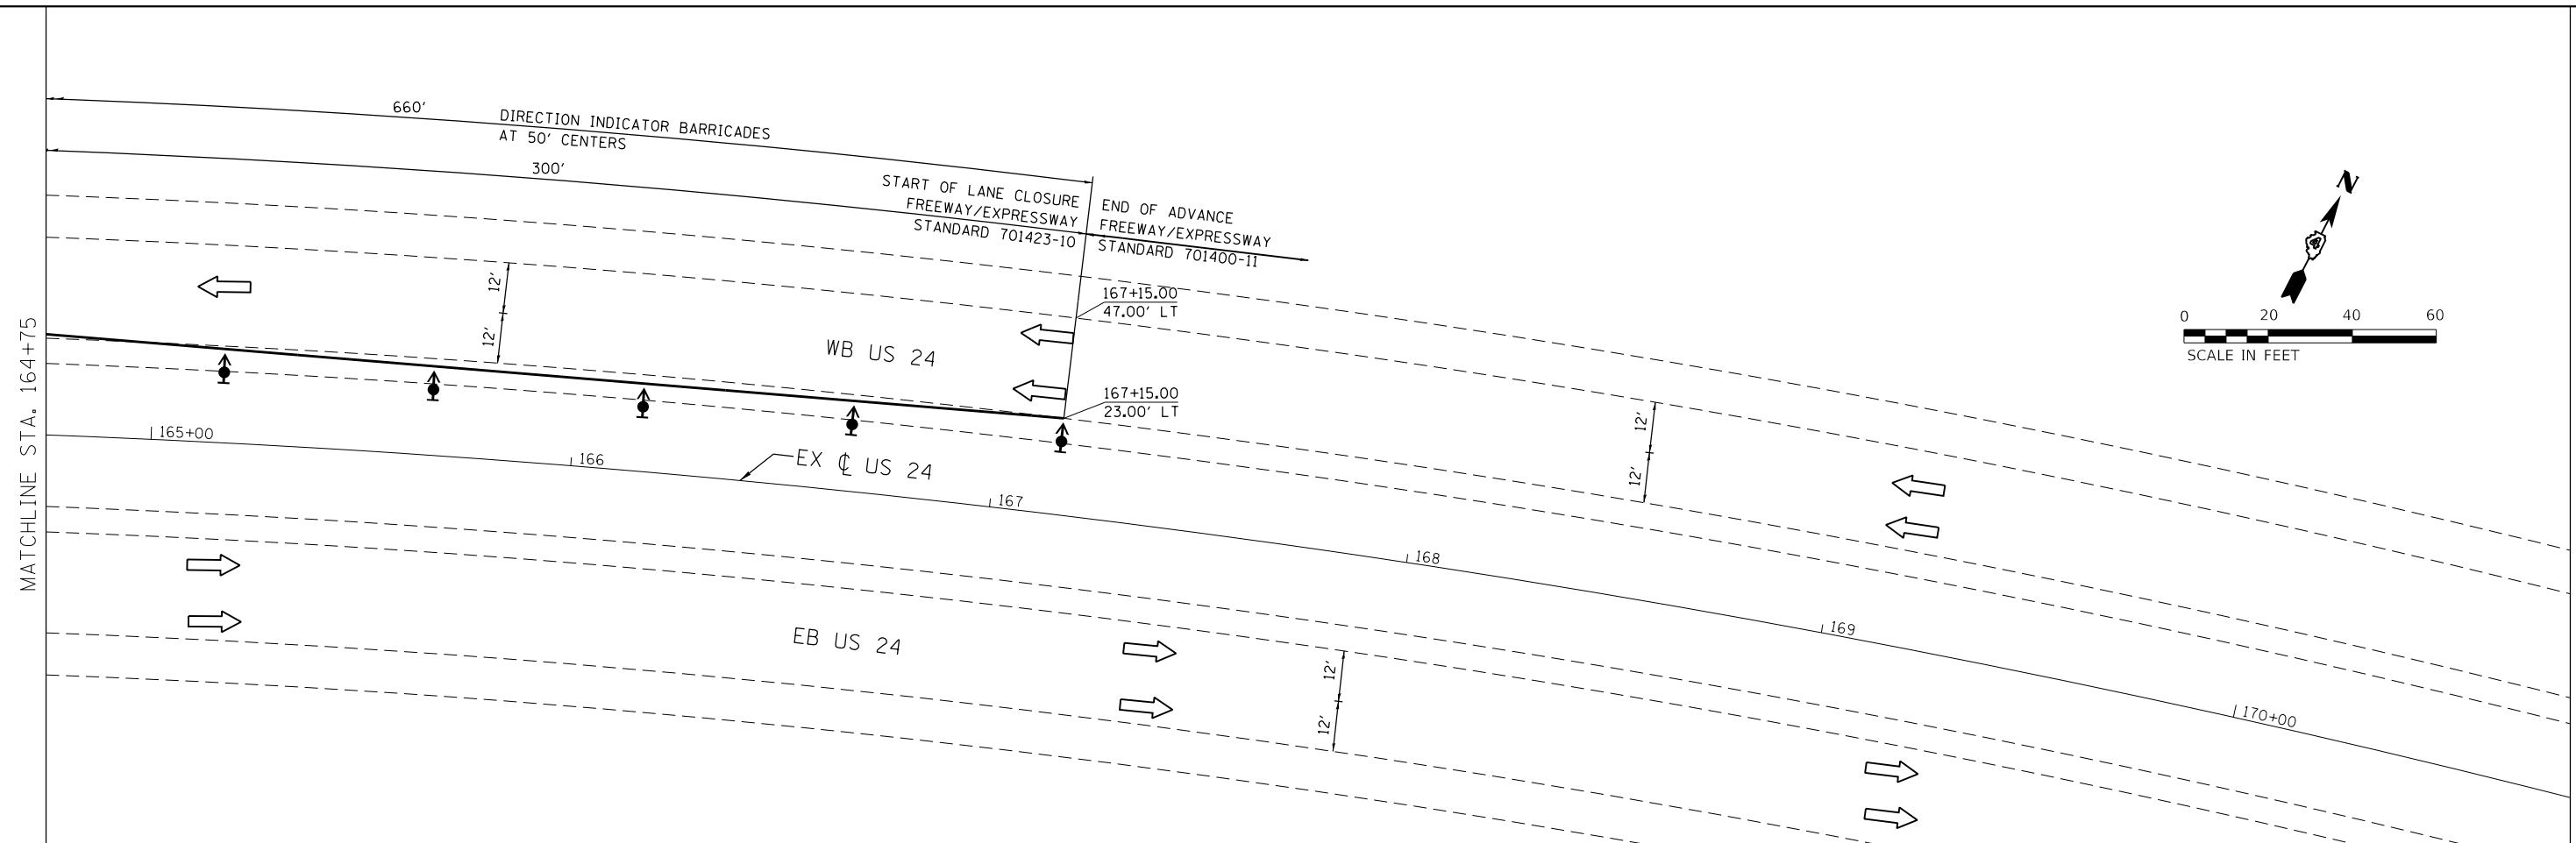 660'
DIRECTION INDICATOR BARRICADES
AT 50' CENTERS
300'
START OF LANE CLOSURE
FREEWAY/EXPRESSWAY
STANDARD 701423-10
END OF ADVANCE
FREEWAY/EXPRESSWAY
STANDARD 701400-11
N
0 20 40 60
SCALE IN FEET
12'
12'
167+15.00
47.00' LT
WB US 24
167+15.00
23.00' LT
MATCHLINE STA. 164+75
165+00
166
EX ℄ US 24
167
12'
12'
168
169
170+00
EB US 24
12'
12'